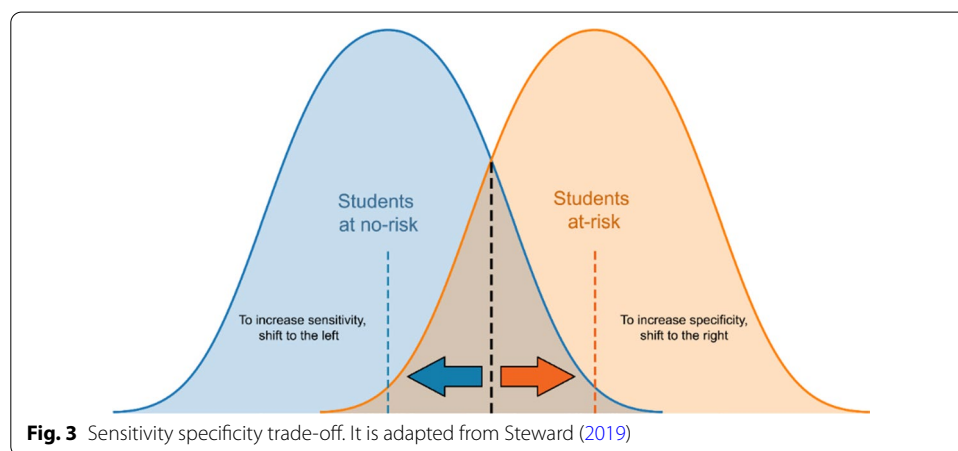 Students
at no-risk
Students
at-risk
To increase sensitivity,
shift to the left
To increase specificity,
shift to the right
Fig. 3 Sensitivity specificity trade-off. It is adapted from Steward (2019)